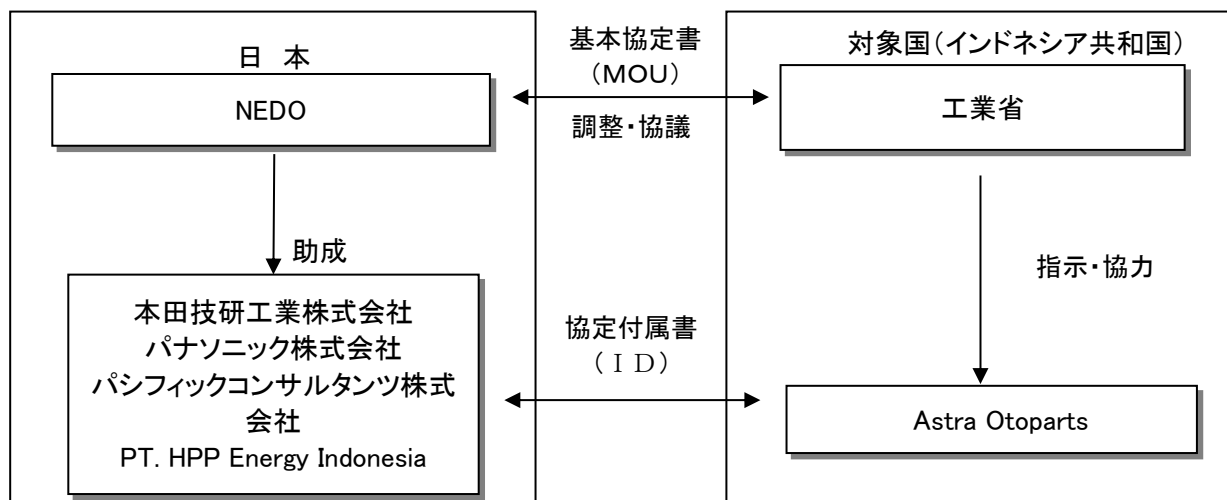 日 本
NEDO
助成
本田技研工業株式会社
パナソニック株式会社
パシフィックコンサルタンツ株式
会社
PT. HPP Energy Indonesia
基本協定書
（ＭＯＵ）
調整・協議
協定付属書
（ＩＤ）
対象国（インドネシア共和国）
工業省
指示・協力
Astra Otoparts